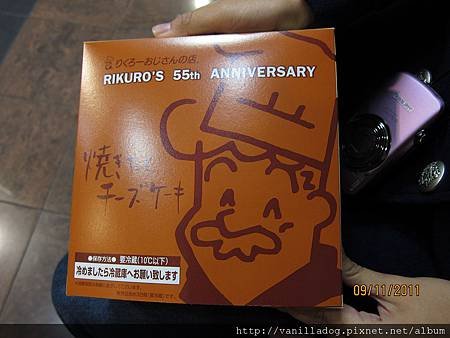 りくろーおじさんの店
RIKURO'S 55th ANNIVERSARY
焼きたて
チーズケーキ
●保存方法● 要冷蔵(10℃以下)
冷めましたら冷蔵庫へお願い致します
09/11/2011
http://vanilladog.pixnet.net/album